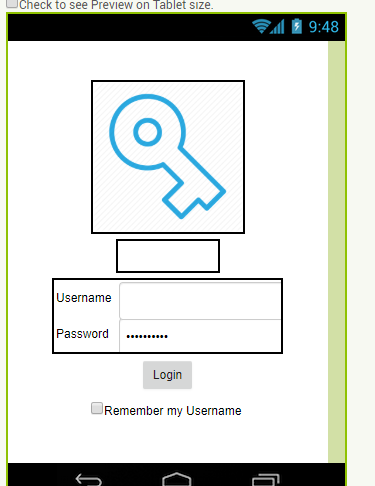 Check to see Preview on Tablet size.
9:48
Username
Password ••••••••••
Login
Remember my Username